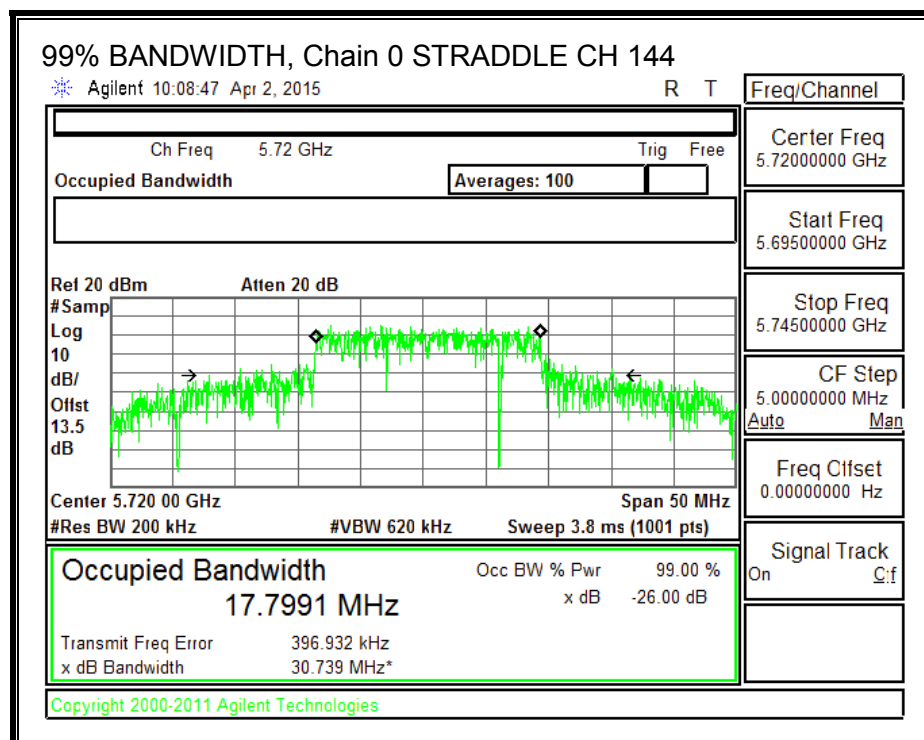 99% BANDWIDTH, Chain 0 STRADDLE CH 144
Agilent 10:08:47 Apr 2, 2015 R T
Freq/Channel
Ch Freq 5.72 GHz Trig Free
Occupied Bandwidth Averages: 100
Center Freq
5.72000000 GHz
Start Freq
5.69500000 GHz
Stop Freq
5.74500000 GHz
CF Step
5.00000000 MHz
Auto Man
Freq Offset
0.00000000 Hz
Signal Track
On Off
Ref 20 dBm Atten 20 dB
#Samp
Log
10
dB/
Offst
13.5
dB
Center 5.720 00 GHz Span 50 MHz
#Res BW 200 kHz #VBW 620 kHz Sweep 3.8 ms (1001 pts)
Occupied Bandwidth Occ BW % Pwr 99.00 %
17.7991 MHz x dB -26.00 dB
Transmit Freq Error 396.932 kHz
x dB Bandwidth 30.739 MHz*
Copyright 2000-2011 Agilent Technologies